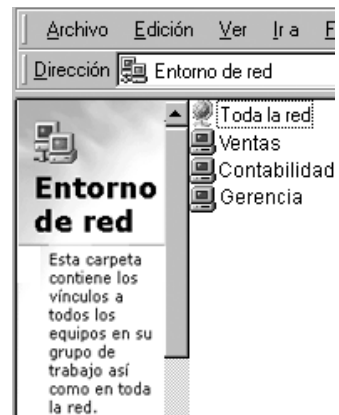 Archivo Edición Ver Ir a F
Dirección Entorno de red
Toda la red
Ventas
Contabilidad
Gerencia
Entorno
de red
Esta carpeta
contiene los
vínculos a
todos los
equipos en su
grupo de
trabajo así
como en toda
la red.